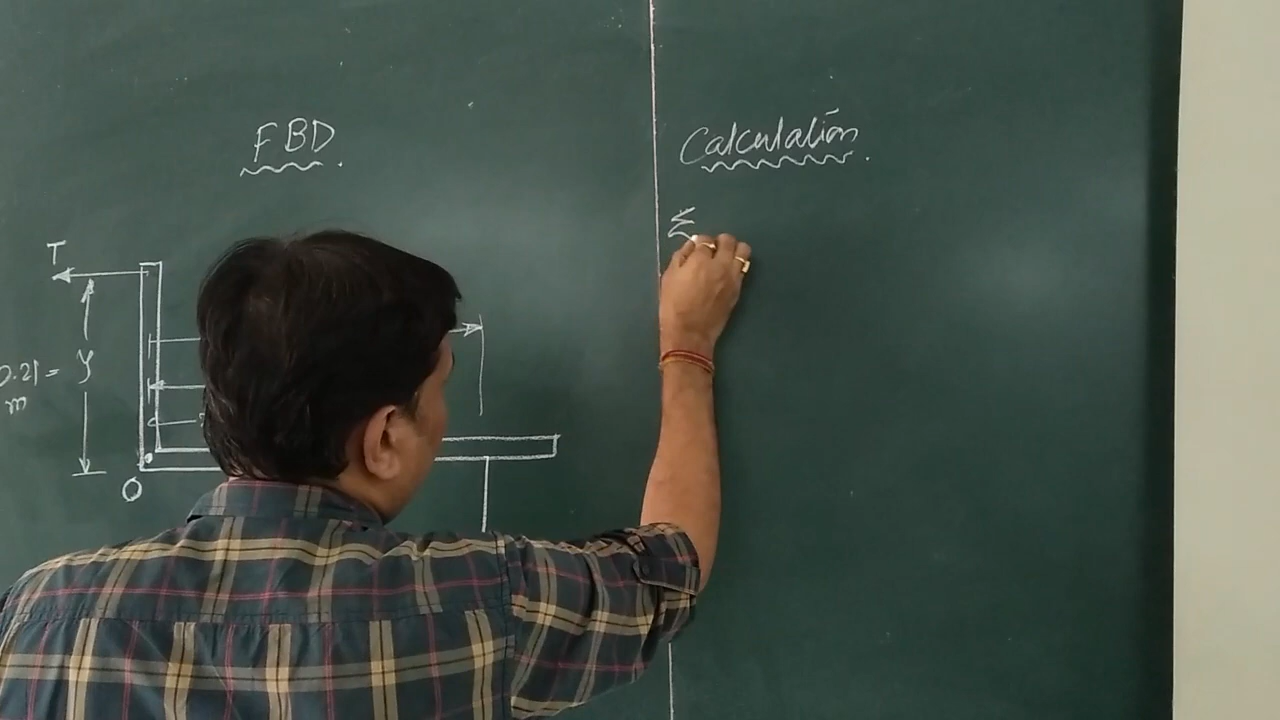 FBD.
Calculation.
Σ
T
0.21 = y
m
O